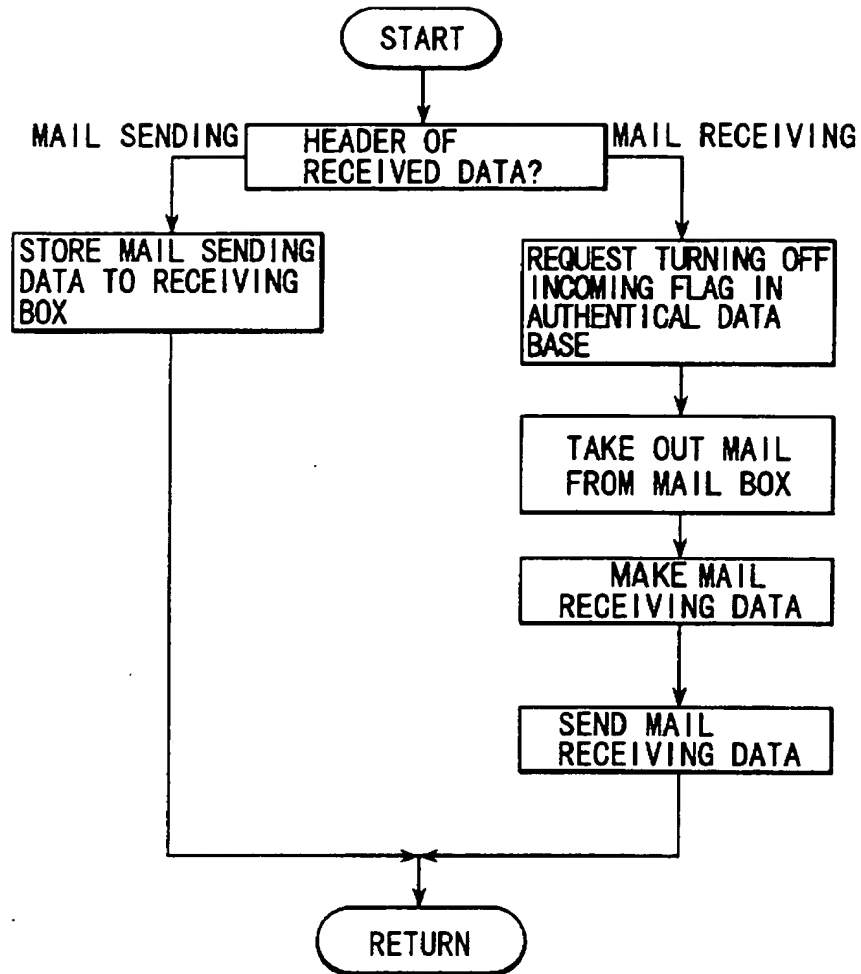 START
MAIL SENDING
HEADER OF
RECEIVED DATA?
MAIL RECEIVING
STORE MAIL SENDING
DATA TO RECEIVING
BOX
REQUEST TURNING OFF
INCOMING FLAG IN
AUTHENTICAL DATA
BASE
TAKE OUT MAIL
FROM MAIL BOX
MAKE MAIL
RECEIVING DATA
SEND MAIL
RECEIVING DATA
RETURN